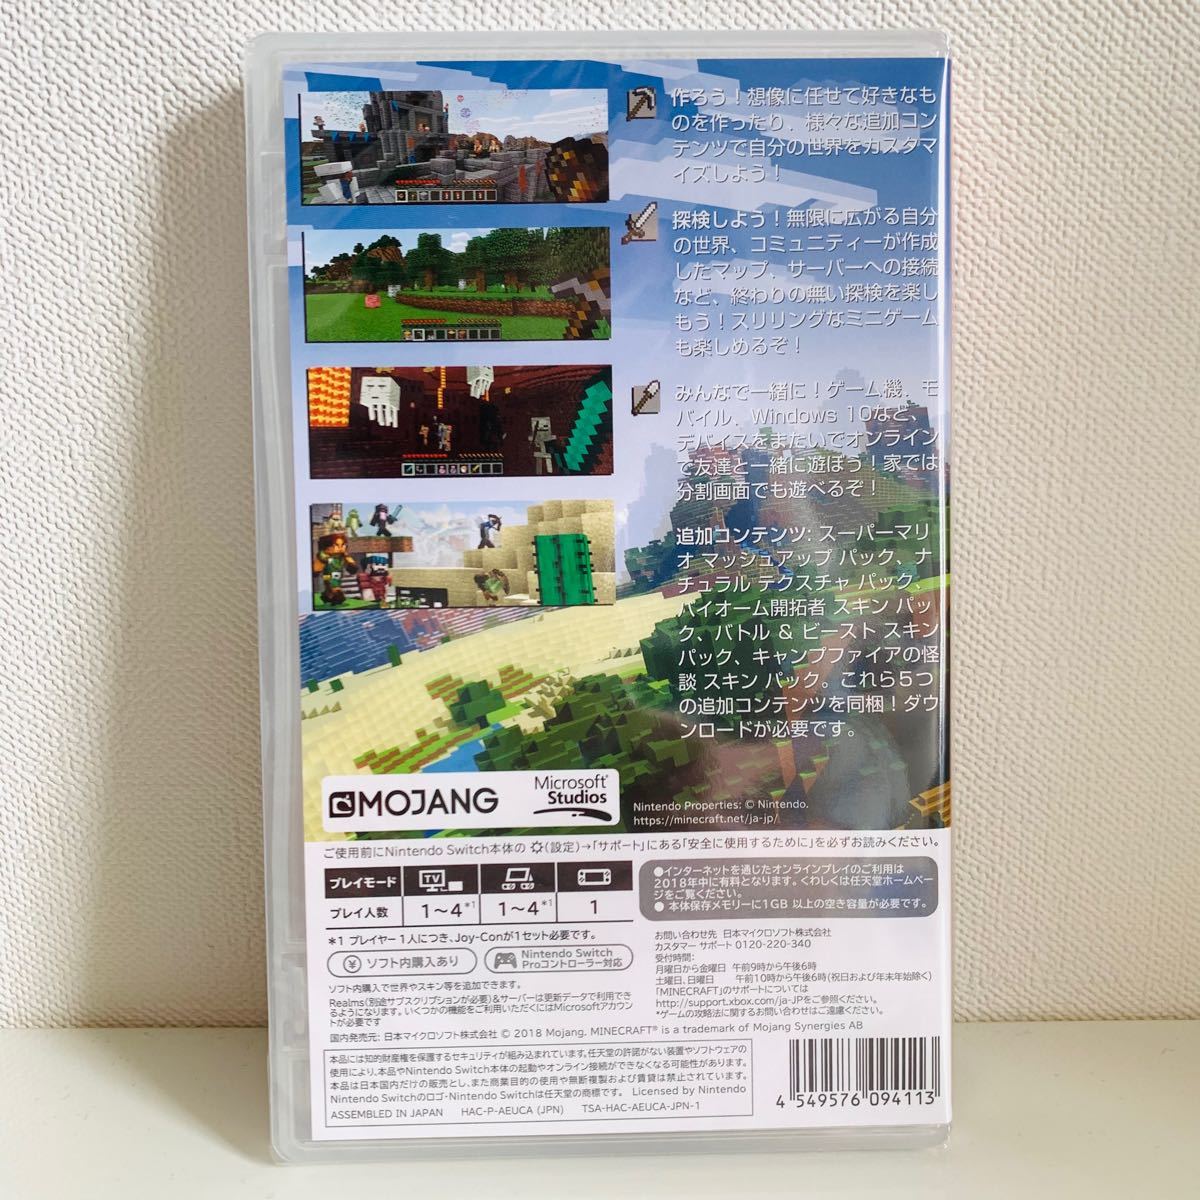 作ろう！想像に任せて好きなも
のを作ったり、様々な追加コン
テンツで自分の世界をカスタマ
イズしよう！
探検しよう！無限に広がる自分
の世界、コミュニティーが作成
したマップ、サーバーへの接続
など、終わりの無い探検を楽し
もう！スリリングなミニゲーム
も楽しめるぞ！
みんなで一緒に！ゲーム機、モ
バイル、Windows 10など、
デバイスをまたいでオンライン
で友達と一緒に遊ぼう！家では
分割画面でも遊べるぞ！
追加コンテンツ: スーパーマリ
オ マッシュアップ パック、ナ
チュラル テクスチャ パック、
バイオーム開拓者 スキン パッ
ク、バトル & ビースト スキン
パック、キャンプファイアの怪
談 スキン パック。これら5つ
の追加コンテンツを同梱！ダウ
ンロードが必要です。
MOJANG
Microsoft Studios
Nintendo Properties: © Nintendo.
https://minecraft.net/ja-jp/
ご使用前にNintendo Switch本体の (設定)→「サポート」にある「安全に使用するために」を必ずお読みください。
プレイモード TV
プレイ人数 1～4*1 1～4*1 1
*1 プレイヤー1人につき、Joy-Conが1セット必要です。
ソフト内購入あり
Nintendo Switch
Proコントローラー対応
ソフト内購入で世界やスキン等を追加できます。
Realms(別途サブスクリプションが必要)&サーバーは更新データで利用でき
るようになります。いくつかの機能をご利用いただくにはMicrosoftアカウン
トが必要です
●インターネットを通じたオンラインプレイのご利用は
2018年中に有料となります。くわしくは任天堂ホームペー
ジをご覧ください。
● 本体保存メモリーに1GB 以上の空き容量が必要です。
お問い合わせ先 日本マイクロソフト株式会社
カスタマー サポート 0120-220-340
受付時間:
月曜日から金曜日 午前9時から午後6時
土曜日、日曜日 午前10時から午後6時(祝日および年末年始除く)
「MINECRAFT」のサポートについては
http://support.xbox.com/ja-JPをご参照ください。
*ゲームの攻略法に関するお問い合わせはご遠慮ください。
国内発売元: 日本マイクロソフト株式会社 © 2018 Mojang. MINECRAFT® is a trademark of Mojang Synergies AB
本品には知的財産権を保護するセキュリティが組み込まれています。任天堂の許諾がない装置やソフトウェアの
使用により、本品やNintendo Switch本体の起動やオンライン接続ができなくなる可能性があります。
本品は日本国内だけの販売とし、また商業目的の使用や無断複製および賃貸は禁止されています。
Nintendo Switchのロゴ・Nintendo Switchは任天堂の商標です。 Licensed by Nintendo
ASSEMBLED IN JAPAN HAC-P-AEUCA (JPN) TSA-HAC-AEUCA-JPN-1
4 549576 094113